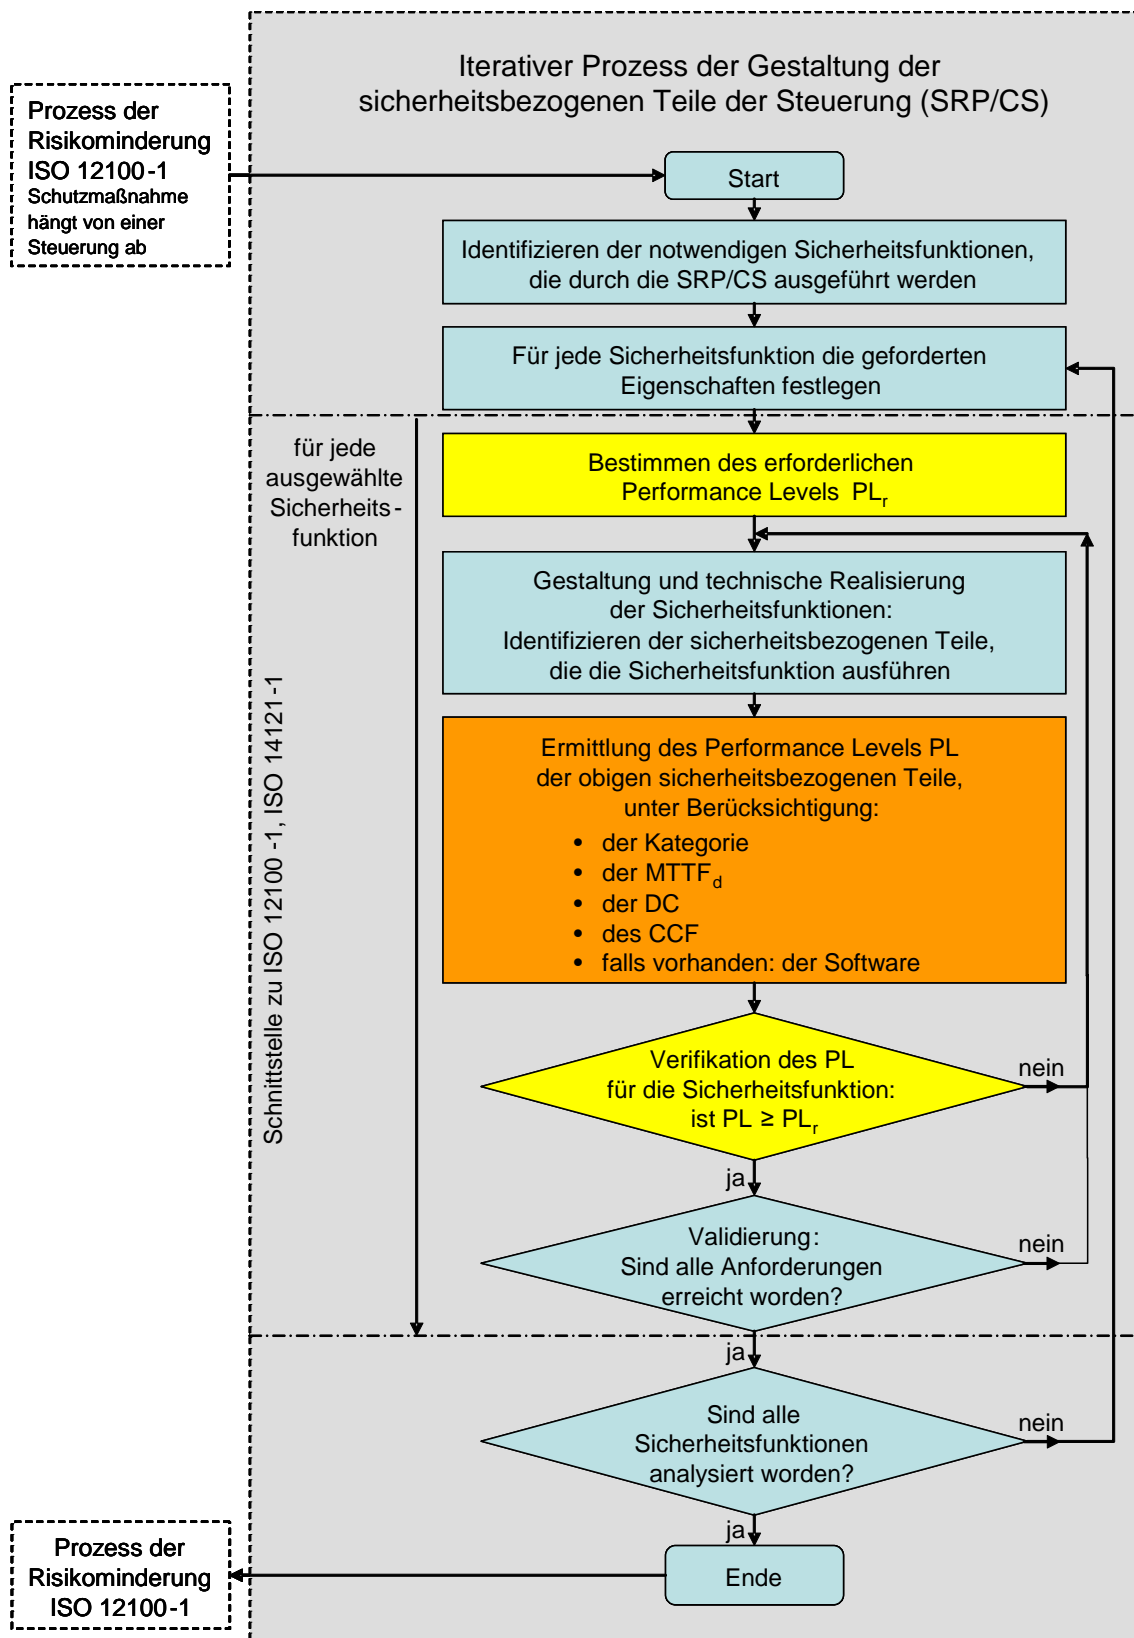 Iterativer Prozess der Gestaltung der
sicherheitsbezogenen Teile der Steuerung (SRP/CS)
Prozess der
Risikominderung
ISO 12100-1
Schutzmaßnahme
hängt von einer
Steuerung ab
Start
Identifizieren der notwendigen Sicherheitsfunktionen,
die durch die SRP/CS ausgeführt werden
Für jede Sicherheitsfunktion die geforderten
Eigenschaften festlegen
für jede
ausgewählte
Sicherheits-
funktion
Bestimmen des erforderlichen
Performance Levels PLr
Gestaltung und technische Realisierung
der Sicherheitsfunktionen:
Identifizieren der sicherheitsbezogenen Teile,
die die Sicherheitsfunktion ausführen
Schnittstelle zu ISO 12100-1, ISO 14121-1
Ermittlung des Performance Levels PL
der obigen sicherheitsbezogenen Teile,
unter Berücksichtigung:
• der Kategorie
• der MTTFd
• der DC
• des CCF
• falls vorhanden: der Software
Verifikation des PL
für die Sicherheitsfunktion:
ist PL ≥ PLr
nein
ja
Validierung:
Sind alle Anforderungen
erreicht worden?
nein
ja
Sind alle
Sicherheitsfunktionen
analysiert worden?
nein
ja
Ende
Prozess der
Risikominderung
ISO 12100-1